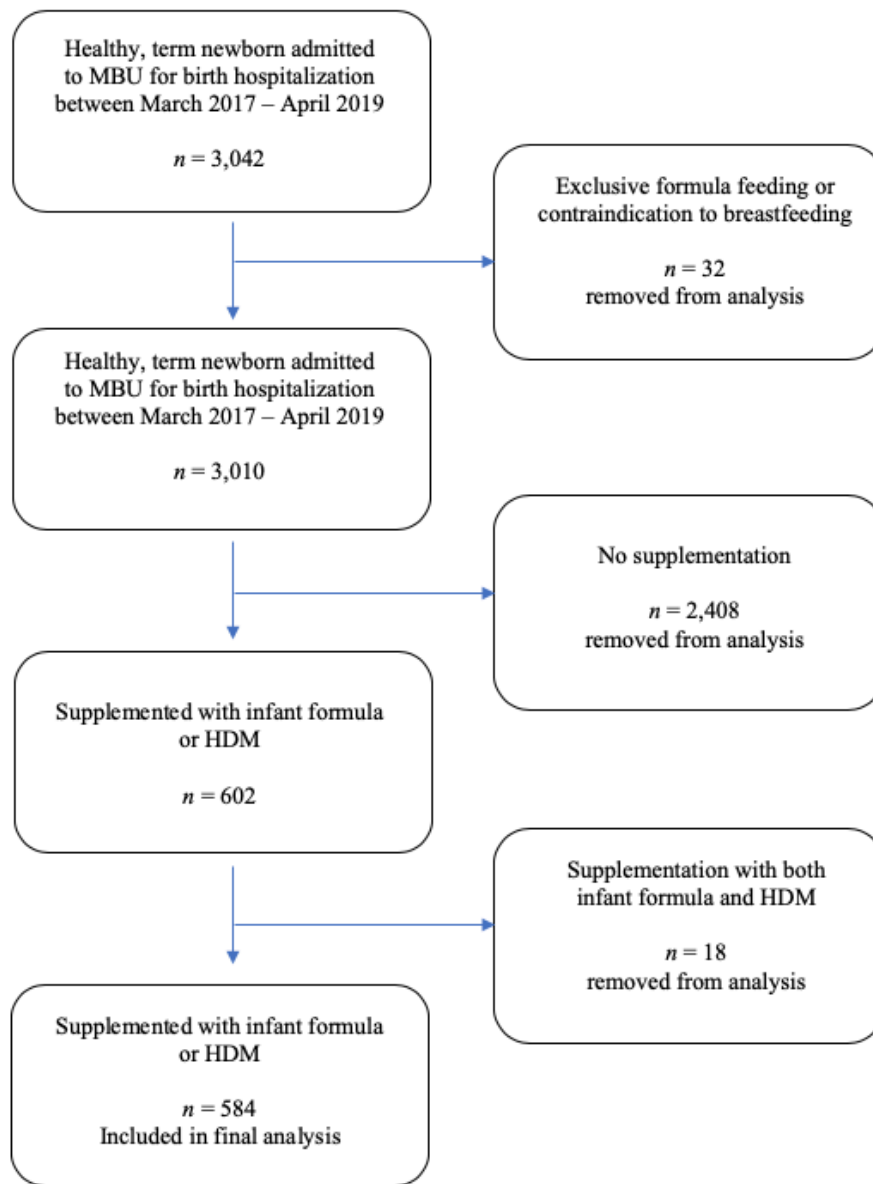 Healthy, term newborn admitted
to MBU for birth hospitalization
between March 2017 – April 2019
n = 3,042
Exclusive formula feeding or
contraindication to breastfeeding
n = 32
removed from analysis
Healthy, term newborn admitted
to MBU for birth hospitalization
between March 2017 – April 2019
n = 3,010
No supplementation
n = 2,408
removed from analysis
Supplemented with infant formula
or HDM
n = 602
Supplementation with both
infant formula and HDM
n = 18
removed from analysis
Supplemented with infant formula
or HDM
n = 584
Included in final analysis